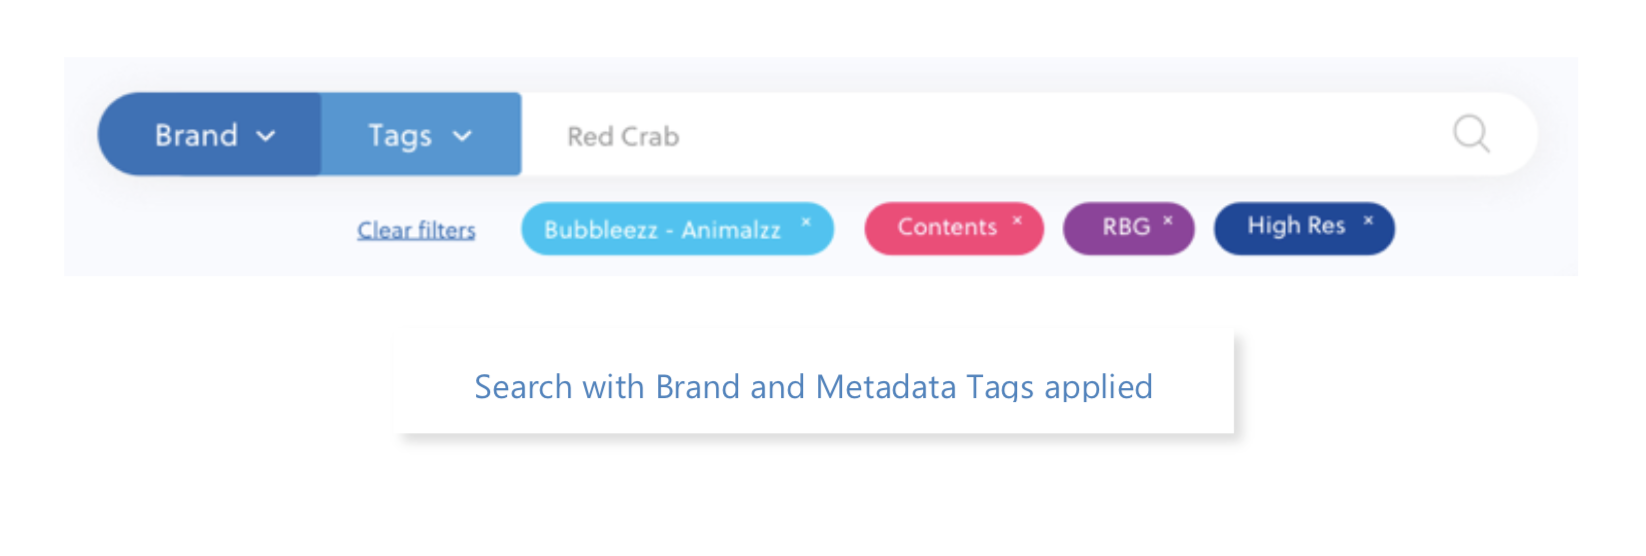 Brand Tags Red Crab
Clear filters Bubbleezz - Animalzz × Contents × RBG × High Res ×
Search with Brand and Metadata Tags applied